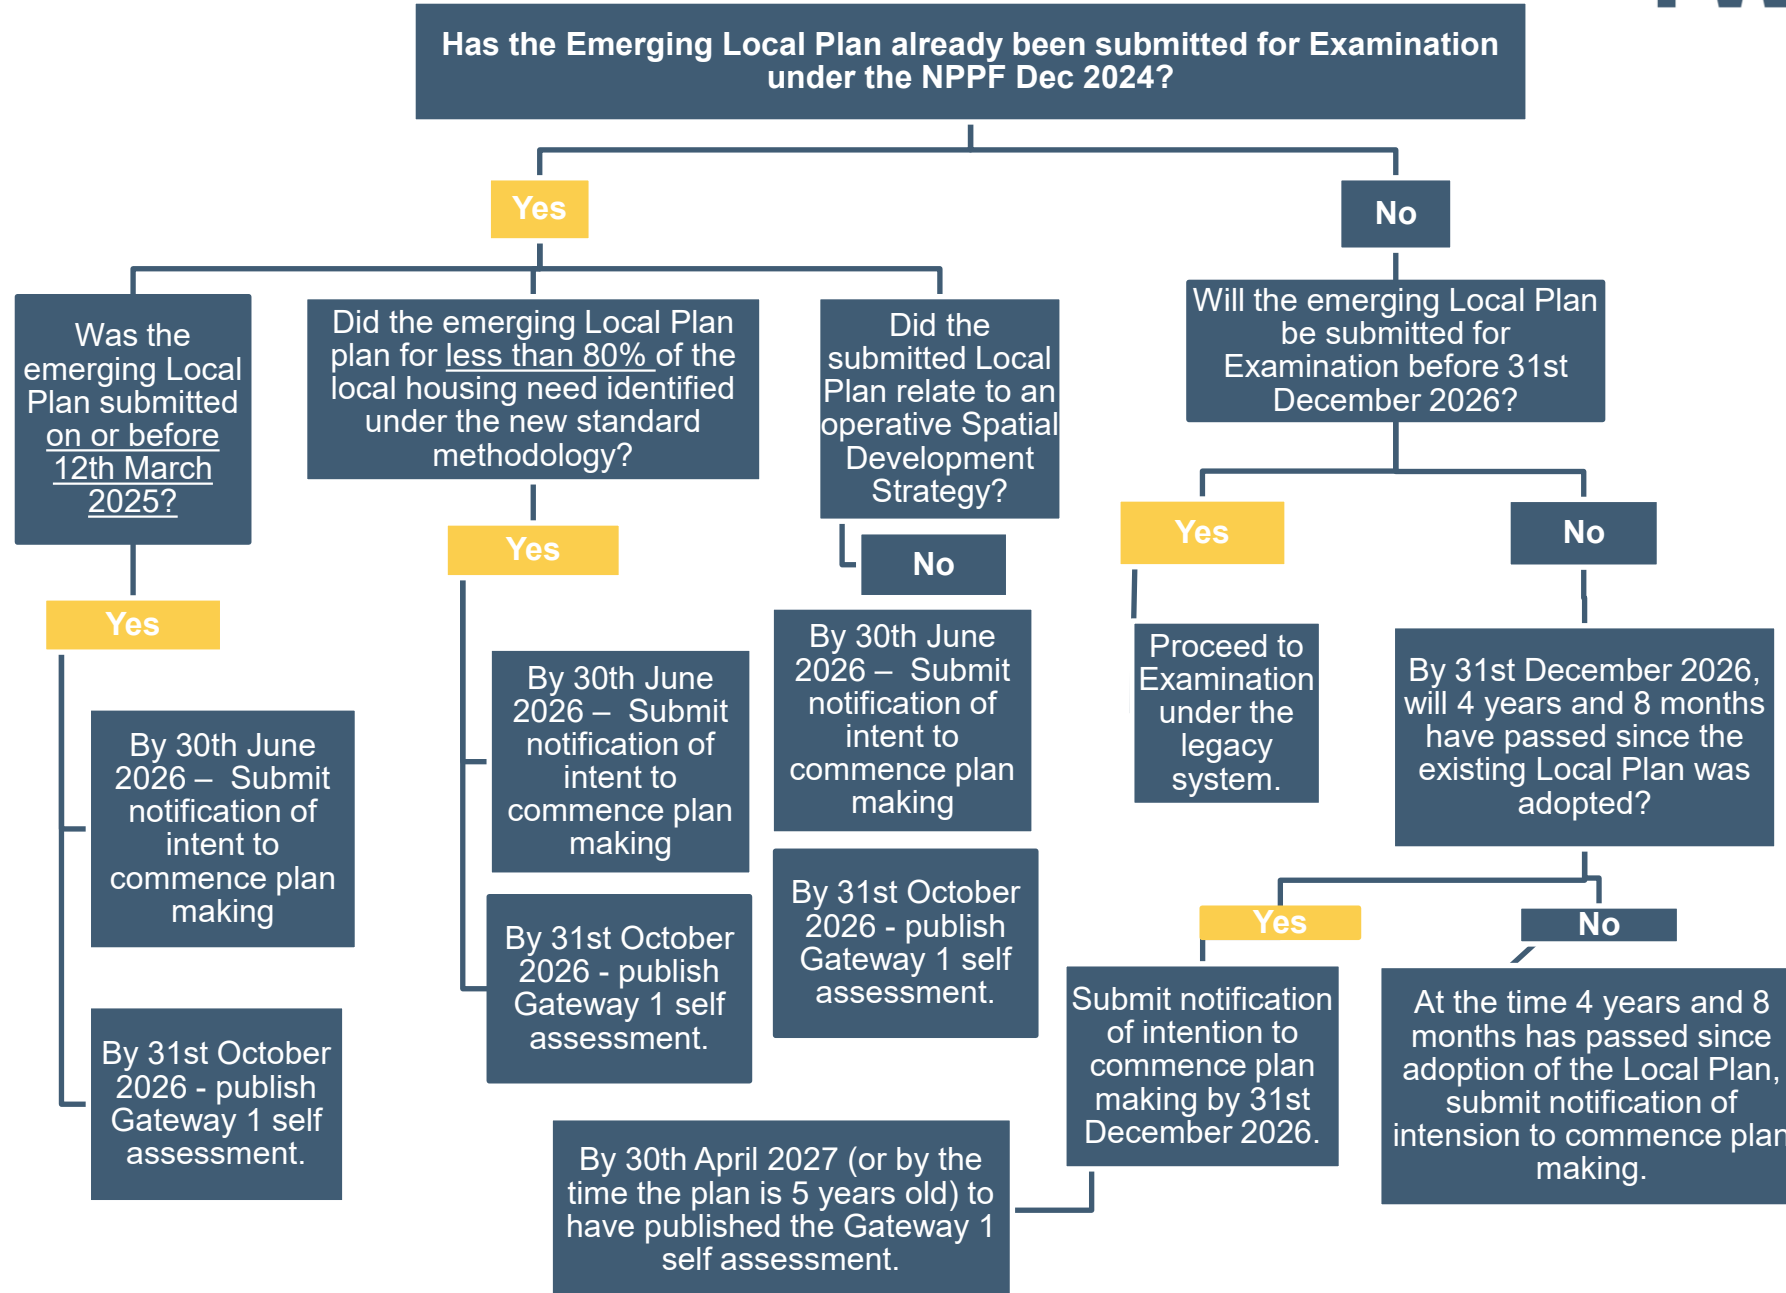 Has the Emerging Local Plan already been submitted for Examination
under the NPPF Dec 2024?
Yes
No
Was the
emerging Local
Plan submitted
on or before
12th March
2025?
Yes
By 30th June
2026 –  Submit
notification of
intent to
commence plan
making
By 31st October
2026 - publish
Gateway 1 self
assessment.
Did the emerging Local Plan
plan for less than 80% of the
local housing need identified
under the new standard
methodology?
Yes
By 30th June
2026 –  Submit
notification of
intent to
commence plan
making
By 31st October
2026 - publish
Gateway 1 self
assessment.
Did the
submitted Local
Plan relate to an
operative Spatial
Development
Strategy?
No
By 30th June
2026 –  Submit
notification of
intent to
commence plan
making
By 31st October
2026 - publish
Gateway 1 self
assessment.
Will the emerging Local Plan
be submitted for
Examination before 31st
December 2026?
Yes
Proceed to
Examination
under the
legacy
system.
No
By 31st December 2026,
will 4 years and 8 months
have passed since the
existing Local Plan was
adopted?
Yes
Submit notification
of intention to
commence plan
making by 31st
December 2026.
By 30th April 2027 (or by the
time the plan is 5 years old) to
have published the Gateway 1
self assessment.
No
At the time 4 years and 8
months has passed since
adoption of the Local Plan,
submit notification of
intension to commence plan
making.